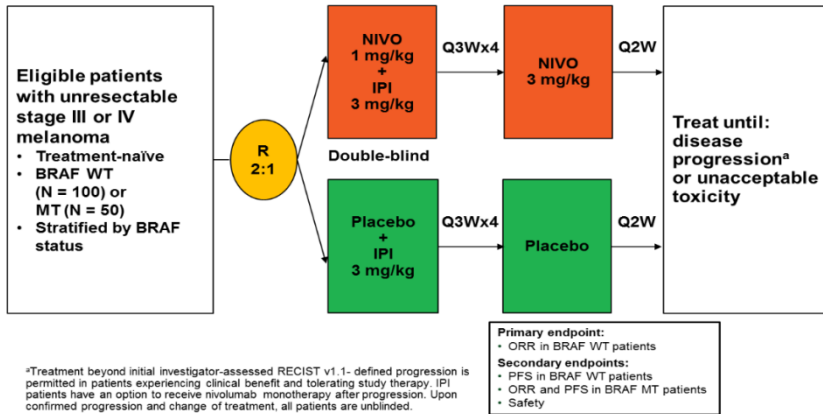 Eligible patients
with unresectable
stage III or IV
melanoma
• Treatment-naïve
• BRAF WT
(N = 100) or
MT (N = 50)
• Stratified by BRAF
status
R
2:1
NIVO
1 mg/kg
+
IPI
3 mg/kg
Q3Wx4
NIVO
3 mg/kg
Q2W
Double-blind
Placebo
+
IPI
3 mg/kg
Q3Wx4
Placebo
Q2W
Treat until:
disease
progressionᵃ
or unacceptable
toxicity
Primary endpoint:
• ORR in BRAF WT patients
Secondary endpoints:
• PFS in BRAF WT patients
• ORR and PFS in BRAF MT patients
• Safety
ᵃTreatment beyond initial investigator-assessed RECIST v1.1- defined progression is
permitted in patients experiencing clinical benefit and tolerating study therapy. IPI
patients have an option to receive nivolumab monotherapy after progression. Upon
confirmed progression and change of treatment, all patients are unblinded.